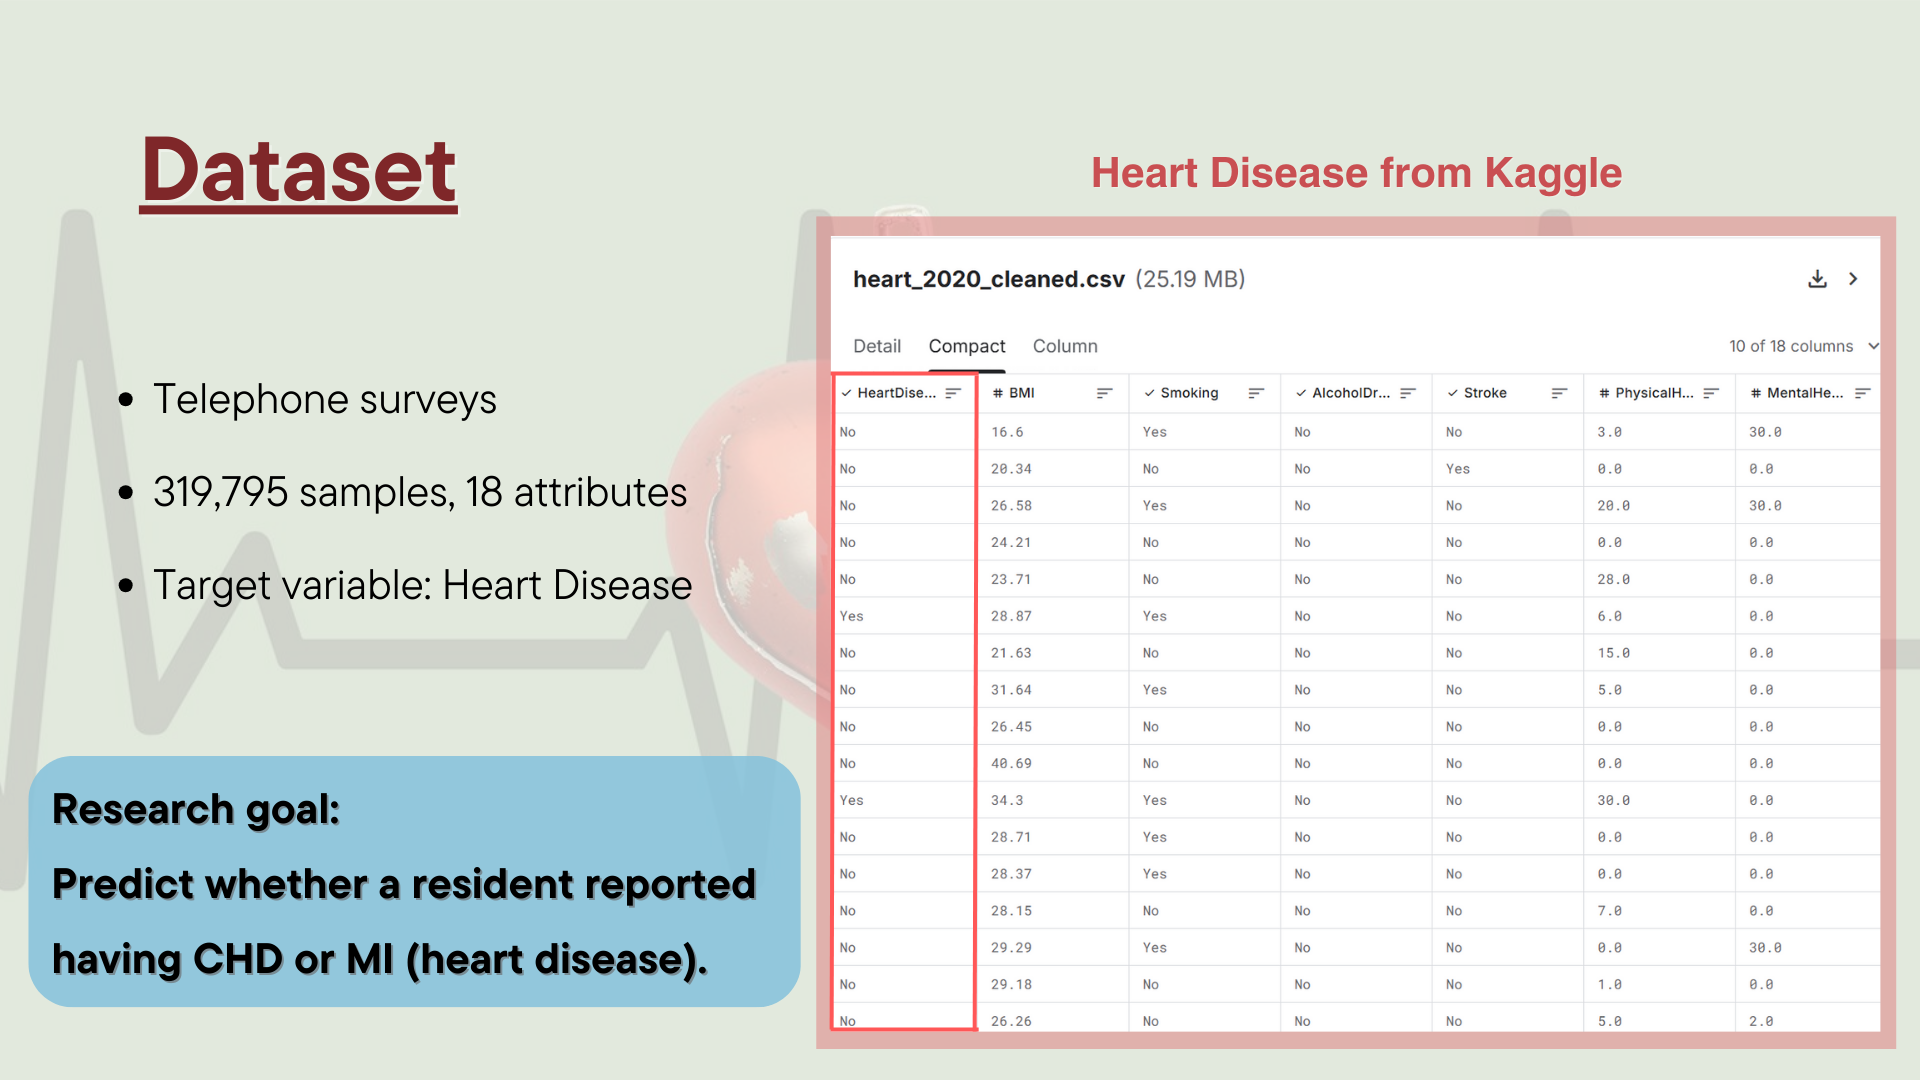 Dataset
Heart Disease from Kaggle
• Telephone surveys
• 319,795 samples, 18 attributes
• Target variable: Heart Disease
Research goal:
Predict whether a resident reported
having CHD or MI (heart disease).
heart_2020_cleaned.csv (25.19 MB)
Detail Compact Column 10 of 18 columns
HeartDise... # BMI Smoking AlcoholDr... Stroke # PhysicalH... # MentalHe...
No 16.6 Yes No No 3.0 30.0
No 20.34 No No Yes 0.0 0.0
No 26.58 Yes No No 20.0 30.0
No 24.21 No No No 0.0 0.0
No 23.71 No No No 28.0 0.0
Yes 28.87 Yes No No 6.0 0.0
No 21.63 No No No 15.0 0.0
No 31.64 Yes No No 5.0 0.0
No 26.45 No No No 0.0 0.0
No 40.69 No No No 0.0 0.0
Yes 34.3 Yes No No 30.0 0.0
No 28.71 Yes No No 0.0 0.0
No 28.37 Yes No No 0.0 0.0
No 28.15 No No No 7.0 0.0
No 29.29 Yes No No 0.0 30.0
No 29.18 No No No 1.0 0.0
No 26.26 No No No 5.0 2.0